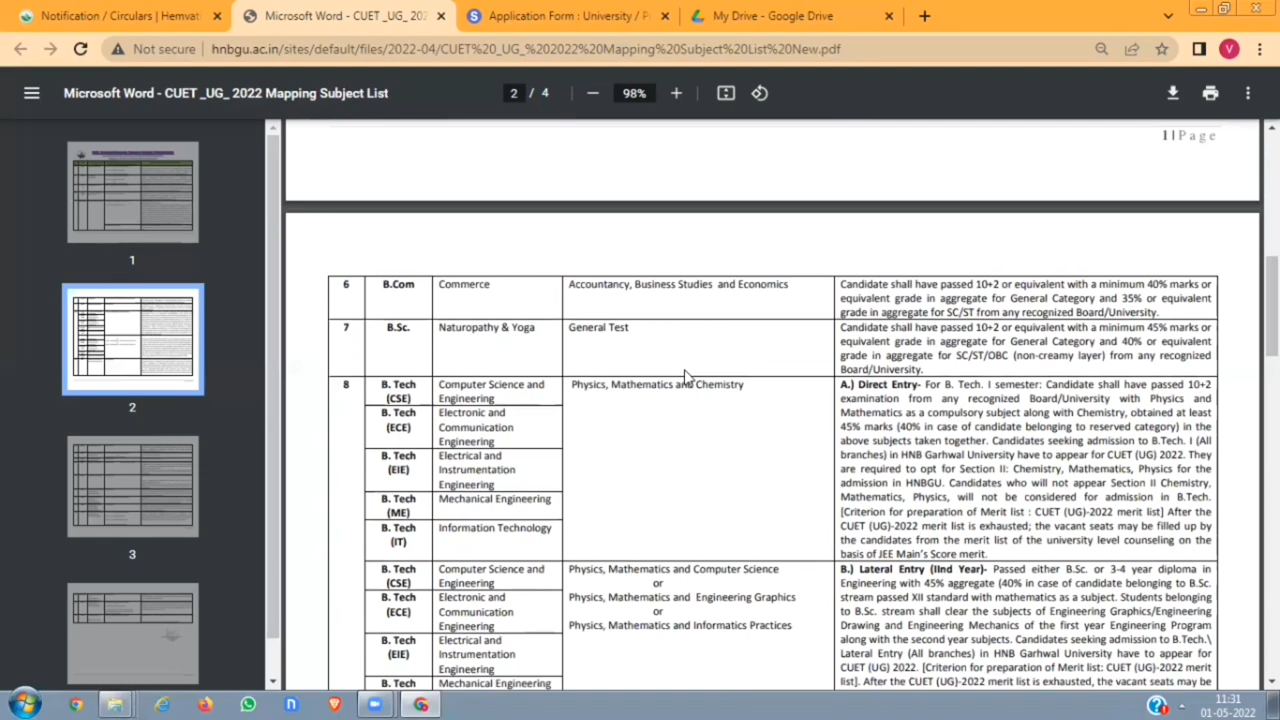 Notification / Circulars | Hemvat
Microsoft Word - CUET _UG_ 202
Application Form : University / P
My Drive - Google Drive
Not secure
hnbgu.ac.in/sites/default/files/2022-04/CUET%20_UG_%202022%20Mapping%20Subject%20List%20New.pdf
V
Microsoft Word - CUET _UG_ 2022 Mapping Subject List
2 / 4
98%
1 | P a g e
1
2
3
6 B.Com Commerce Accountancy, Business Studies and Economics
Candidate shall have passed 10+2 or equivalent with a minimum 40% marks or
equivalent grade in aggregate for General Category and 35% or equivalent
grade in aggregate for SC/ST from any recognized Board/University.
7 B.Sc. Naturopathy & Yoga General Test
Candidate shall have passed 10+2 or equivalent with a minimum 45% marks or
equivalent grade in aggregate for General Category and 40% or equivalent
grade in aggregate for SC/ST/OBC (non-creamy layer) from any recognized
Board/University.
8
B. Tech
(CSE)
Computer Science and
Engineering
B. Tech
(ECE)
Electronic and
Communication
Engineering
B. Tech
(EIE)
Electrical and
Instrumentation
Engineering
B. Tech
(ME)
Mechanical Engineering
B. Tech
(IT)
Information Technology
Physics, Mathematics and Chemistry
A.) Direct Entry- For B. Tech. I semester: Candidate shall have passed 10+2
examination from any recognized Board/University with Physics and
Mathematics as a compulsory subject along with Chemistry, obtained at least
45% marks (40% in case of candidate belonging to reserved category) in the
above subjects taken together. Candidates seeking admission to B.Tech. I (All
branches) in HNB Garhwal University have to appear for CUET (UG) 2022. They
are required to opt for Section II: Chemistry, Mathematics, Physics for the
admission in HNBGU. Candidates who will not appear Section II Chemistry,
Mathematics, Physics, will not be considered for admission in B.Tech.
[Criterion for preparation of Merit list : CUET (UG)-2022 merit list] After the
CUET (UG)-2022 merit list is exhausted; the vacant seats may be filled up by
the candidates from the merit list of the university level counseling on the
basis of JEE Main's Score merit.
B. Tech
(CSE)
Computer Science and
Engineering
B. Tech
(ECE)
Electronic and
Communication
Engineering
B. Tech
(EIE)
Electrical and
Instrumentation
Engineering
B. Tech
Mechanical Engineering
Physics, Mathematics and Computer Science
or
Physics, Mathematics and Engineering Graphics
or
Physics, Mathematics and Informatics Practices
B.) Lateral Entry (IInd Year)- Passed either B.Sc. or 3-4 year diploma in
Engineering with 45% aggregate (40% in case of candidate belonging to B.Sc.
stream passed XII standard with mathematics as a subject. Students belonging
to B.Sc. stream shall clear the subjects of Engineering Graphics/Engineering
Drawing and Engineering Mechanics of the first year Engineering Program
along with the second year subjects. Candidates seeking admission to B.Tech.\
Lateral Entry (All branches) in HNB Garhwal University have to appear for
CUET (UG) 2022. [Criterion for preparation of Merit list: CUET (UG)-2022 merit
list]. After the CUET (UG)-2022 merit list is exhausted, the vacant seats may be
11:31
01-05-2022